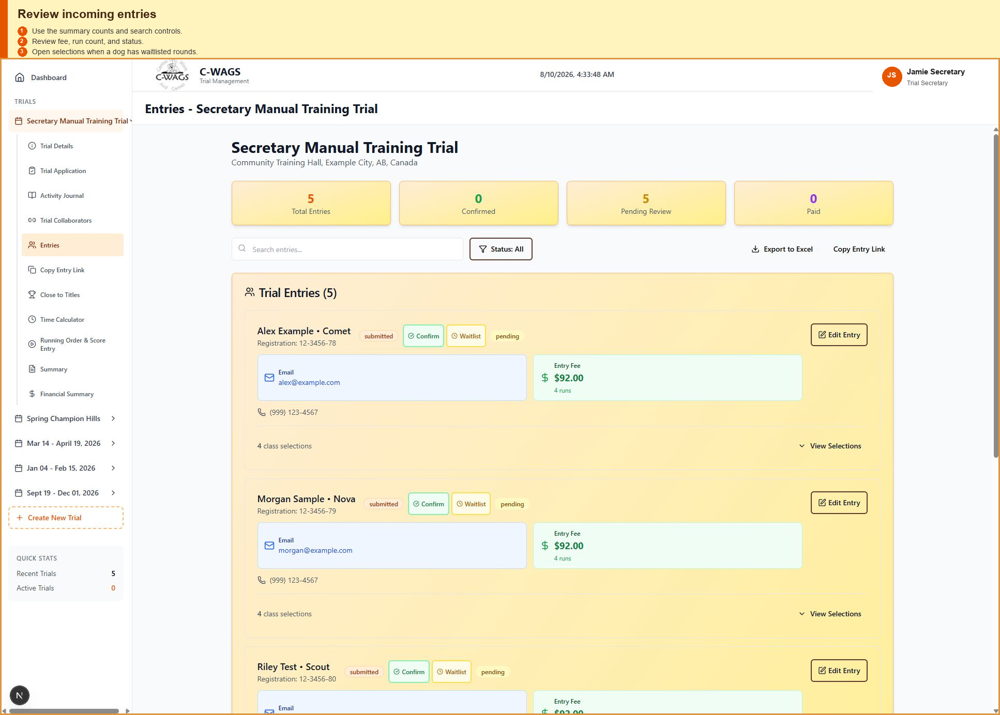 Review incoming entries
1 Use the summary counts and search controls.
2 Review fee, run count, and status.
3 Open selections when a dog has waitlisted rounds.
Dashboard
TRIALS
Secretary Manual Training Trial
Trial Details
Trial Application
Activity Journal
Trial Collaborators
Entries
Copy Entry Link
Close to Titles
Time Calculator
Running Order & Score
Entry
Summary
Financial Summary
Spring Champion Hills
Mar 14 - April 19, 2026
Jan 04 - Feb 15, 2026
Sept 19 - Dec 01, 2026
+ Create New Trial
QUICK STATS
Recent Trials 5
Active Trials 0
N
Canine Work
C-WAGS
And Games
C-WAGS
Trial Management
8/10/2026, 4:33:48 AM
JS
Jamie Secretary
Trial Secretary
Entries - Secretary Manual Training Trial
Secretary Manual Training Trial
Community Training Hall, Example City, AB, Canada
5
Total Entries
0
Confirmed
5
Pending Review
0
Paid
Search entries...
Status: All
Export to Excel
Copy Entry Link
Trial Entries (5)
Alex Example • Comet
Registration: 12-3456-78
submitted
Confirm
Waitlist
pending
Edit Entry
Email
alex@example.com
Entry Fee
$92.00
4 runs
(999) 123-4567
4 class selections
View Selections
Morgan Sample • Nova
Registration: 12-3456-79
submitted
Confirm
Waitlist
pending
Edit Entry
Email
morgan@example.com
Entry Fee
$92.00
4 runs
(999) 123-4567
4 class selections
View Selections
Riley Test • Scout
Registration: 12-3456-80
submitted
Confirm
Waitlist
pending
Edit Entry
Email
Entry Fee
$92.00